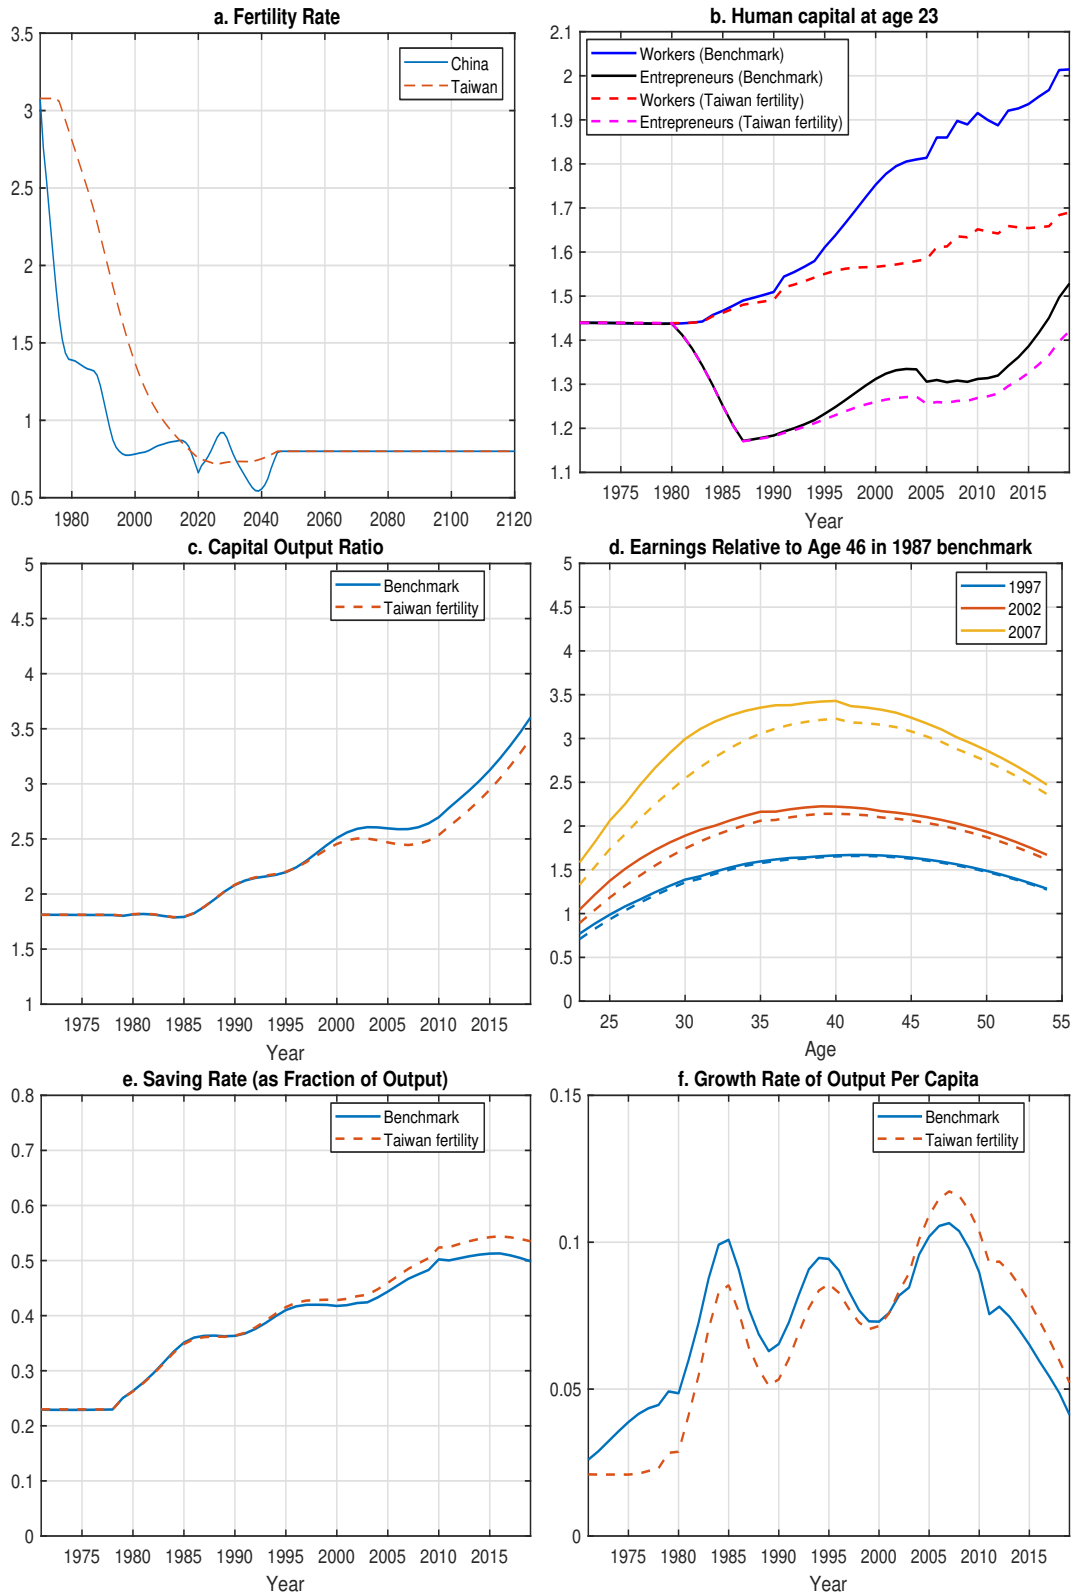 a. Fertility Rate
3.5
3
2.5
2
1.5
1
0.5
1980 2000 2020 2040 2060 2080 2100 2120
China
Taiwan
b. Human capital at age 23
2.1
2
1.9
1.8
1.7
1.6
1.5
1.4
1.3
1.2
1.1
1975 1980 1985 1990 1995 2000 2005 2010 2015
Year
Workers (Benchmark)
Entrepreneurs (Benchmark)
Workers (Taiwan fertility)
Entrepreneurs (Taiwan fertility)
c. Capital Output Ratio
5
4.5
4
3.5
3
2.5
2
1.5
1
1975 1980 1985 1990 1995 2000 2005 2010 2015
Year
Benchmark
Taiwan fertility
d. Earnings Relative to Age 46 in 1987 benchmark
5
4.5
4
3.5
3
2.5
2
1.5
1
0.5
0
25 30 35 40 45 50 55
Age
1997
2002
2007
e. Saving Rate (as Fraction of Output)
0.8
0.7
0.6
0.5
0.4
0.3
0.2
0.1
0
1975 1980 1985 1990 1995 2000 2005 2010 2015
Year
Benchmark
Taiwan fertility
f. Growth Rate of Output Per Capita
0.15
0.1
0.05
0
1975 1980 1985 1990 1995 2000 2005 2010 2015
Year
Benchmark
Taiwan fertility